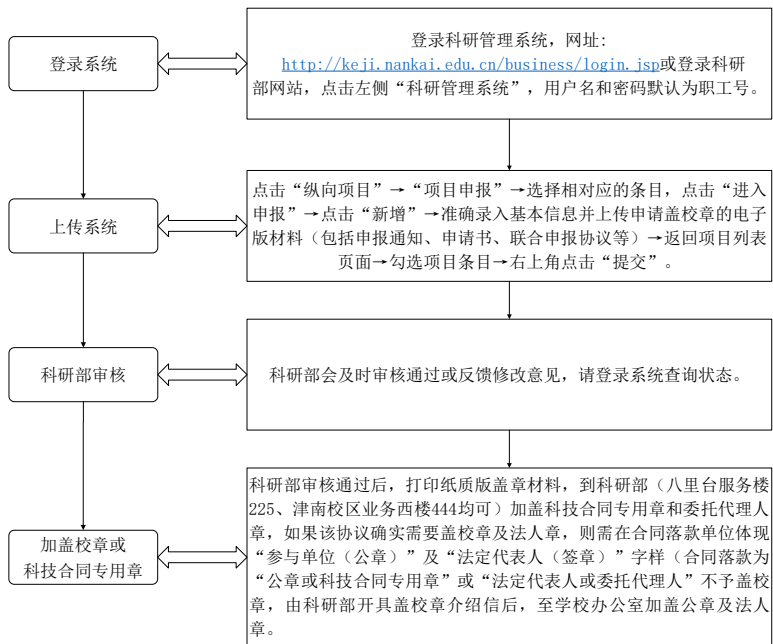 登录系统
登录科研管理系统，网址:
http://keji.nankai.edu.cn/business/login.jsp或登录科研
部网站，点击左侧“科研管理系统”，用户名和密码默认为职工号。
上传系统
点击“纵向项目”→“项目申报”→选择相对应的条目，点击“进入
申报”→点击“新增”→准确录入基本信息并上传申请盖校章的电子
版材料（包括申报通知、申请书、联合申报协议等）→返回项目列表
页面→勾选项目条目→右上角点击“提交”。
科研部审核
科研部会及时审核通过或反馈修改意见，请登录系统查询状态。
加盖校章或
科技合同专用章
科研部审核通过后，打印纸质版盖章材料，到科研部（八里台服务楼
225、津南校区业务西楼444均可）加盖科技合同专用章和委托代理人
章，如果该协议确实需要盖校章及法人章，则需在合同落款单位体现
“参与单位（公章）”及“法定代表人（签章）”字样（合同落款为
“公章或科技合同专用章”或“法定代表人或委托代理人”不予盖校
章，由科研部开具盖校章介绍信后，至学校办公室加盖公章及法人
章。